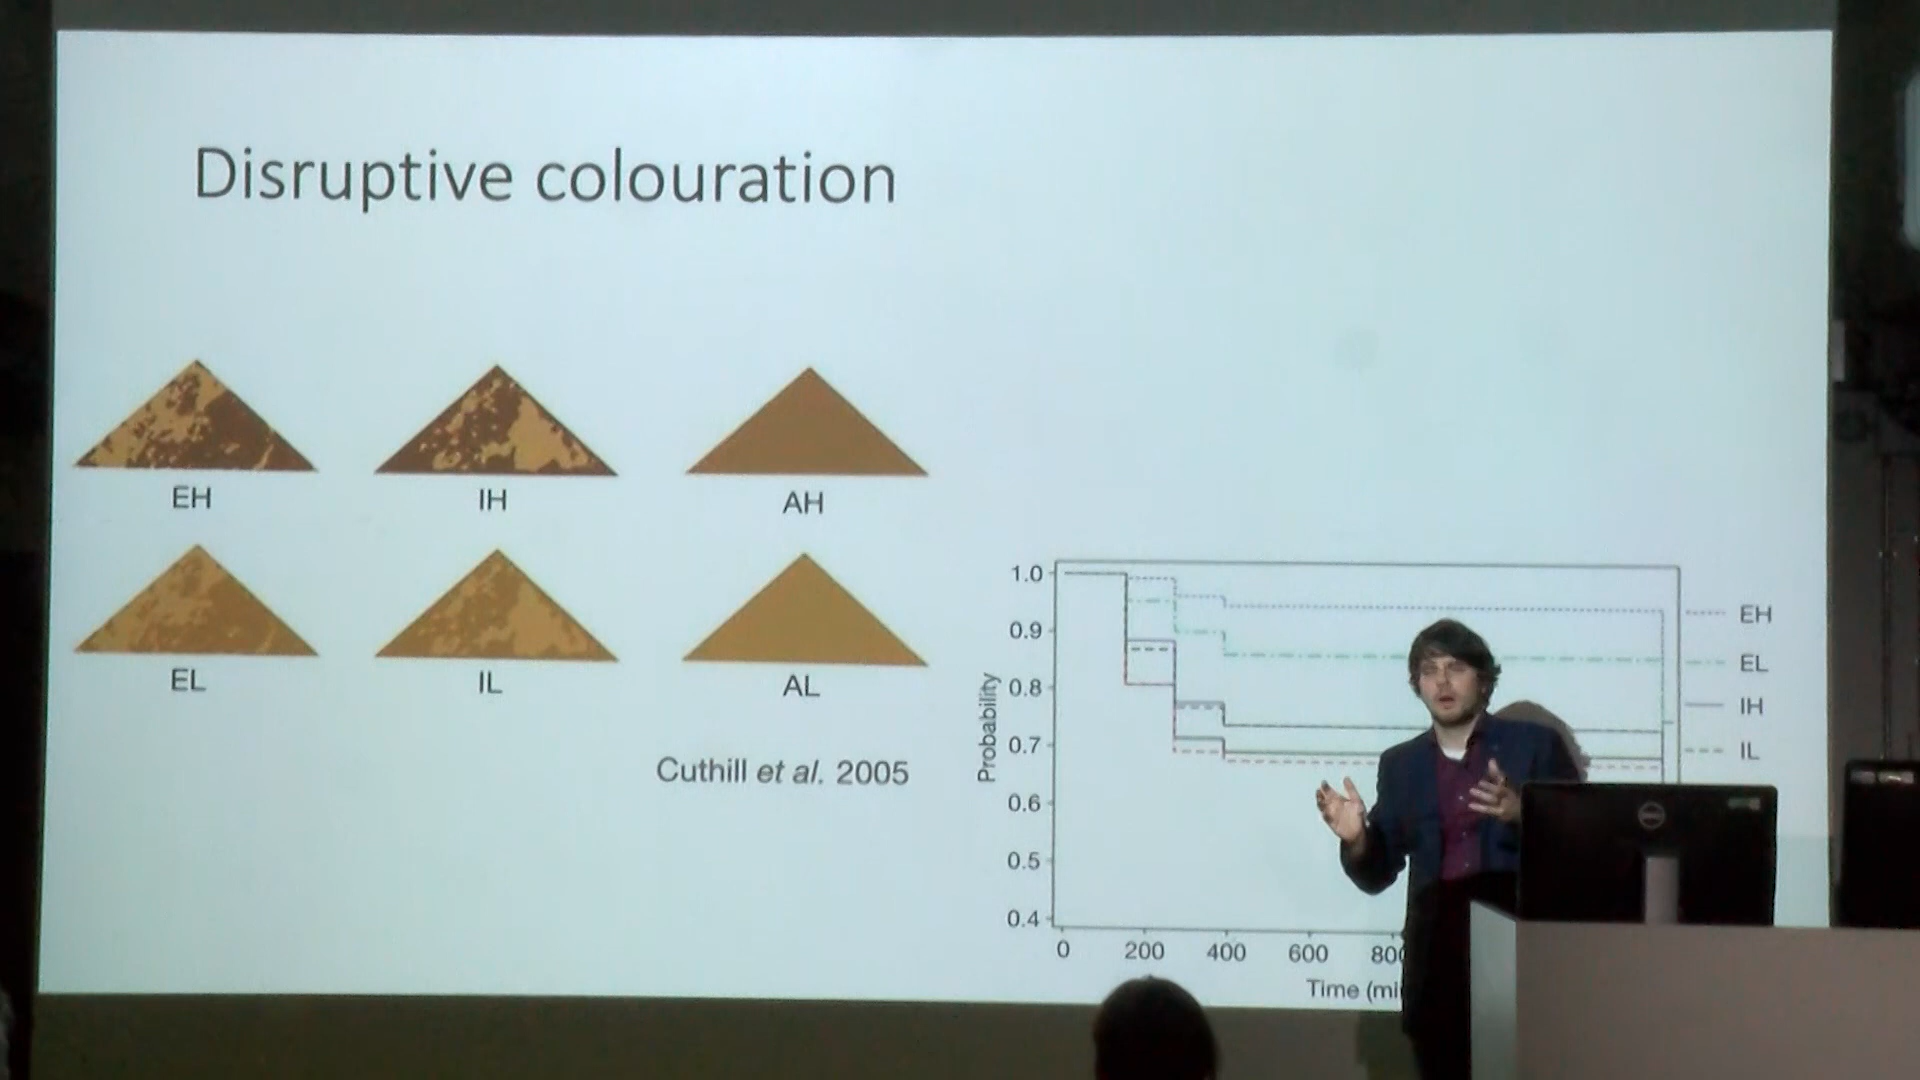 Disruptive colouration
EH
IH
AH
EL
IL
AL
Cuthill et al. 2005
1.0
0.9
0.8
0.7
0.6
0.5
0.4
Probability
0
200
400
600
Time
EH
EL
IH
IL
DELL